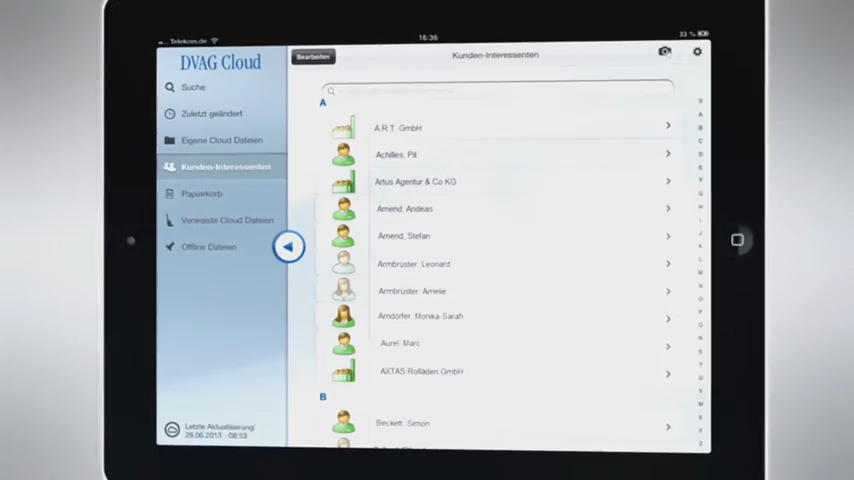 Telekom.de
16:36
33 %
DVAG Cloud
Bearbeiten
Kunden-Interessenten
Suche
Zuletzt geändert
Eigene Cloud Dateien
Kunden-Interessenten
Papierkorb
Verwaiste Cloud Dateien
Offline Dateien
Letzte Aktualisierung:
28.06.2013 08:53
A
A.R.T. GmbH
Achilles, Pit
Artus Agentur & Co KG
Amend, Andeas
Amend, Stefan
Armbrüster, Leonard
Armbrüster, Amelie
Arndörfer, Monika-Sarah
Aurel, Marc
AXTAS Rolläden GmbH
B
Beckett, Simon